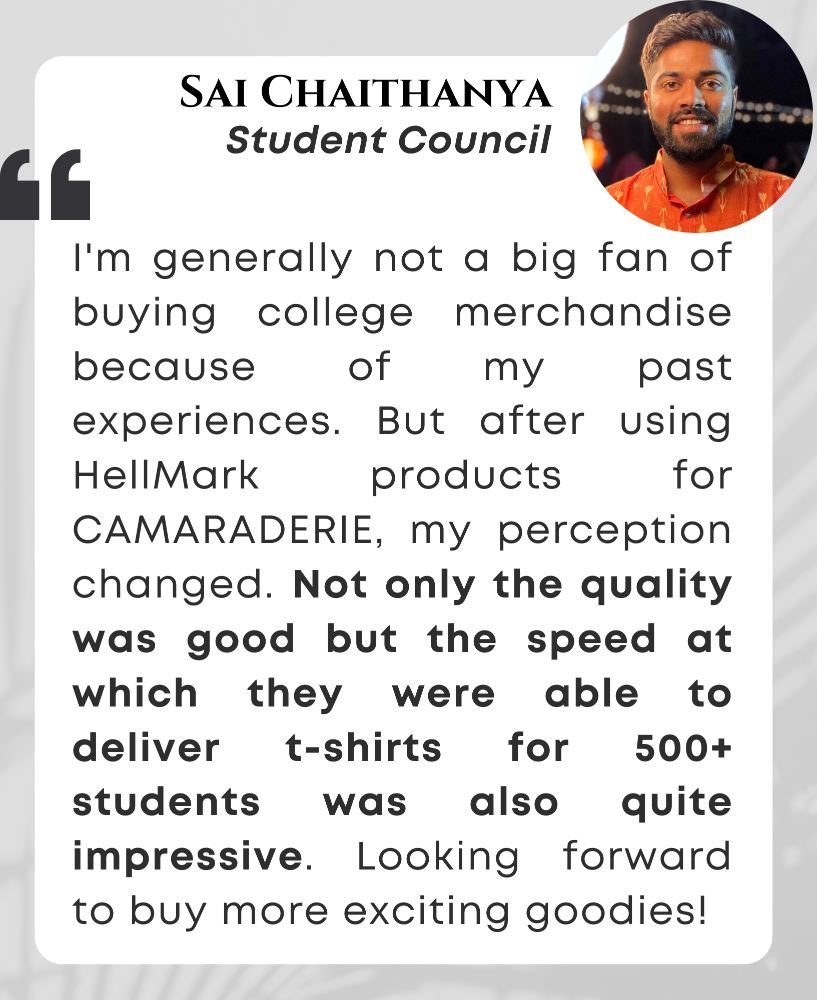 SAI CHAITHANYA
Student Council
“
I'm generally not a big fan of
buying college merchandise
because of my past
experiences. But after using
HellMark products for
CAMARADERIE, my perception
changed. Not only the quality
was good but the speed at
which they were able to
deliver t-shirts for 500+
students was also quite
impressive. Looking forward
to buy more exciting goodies!